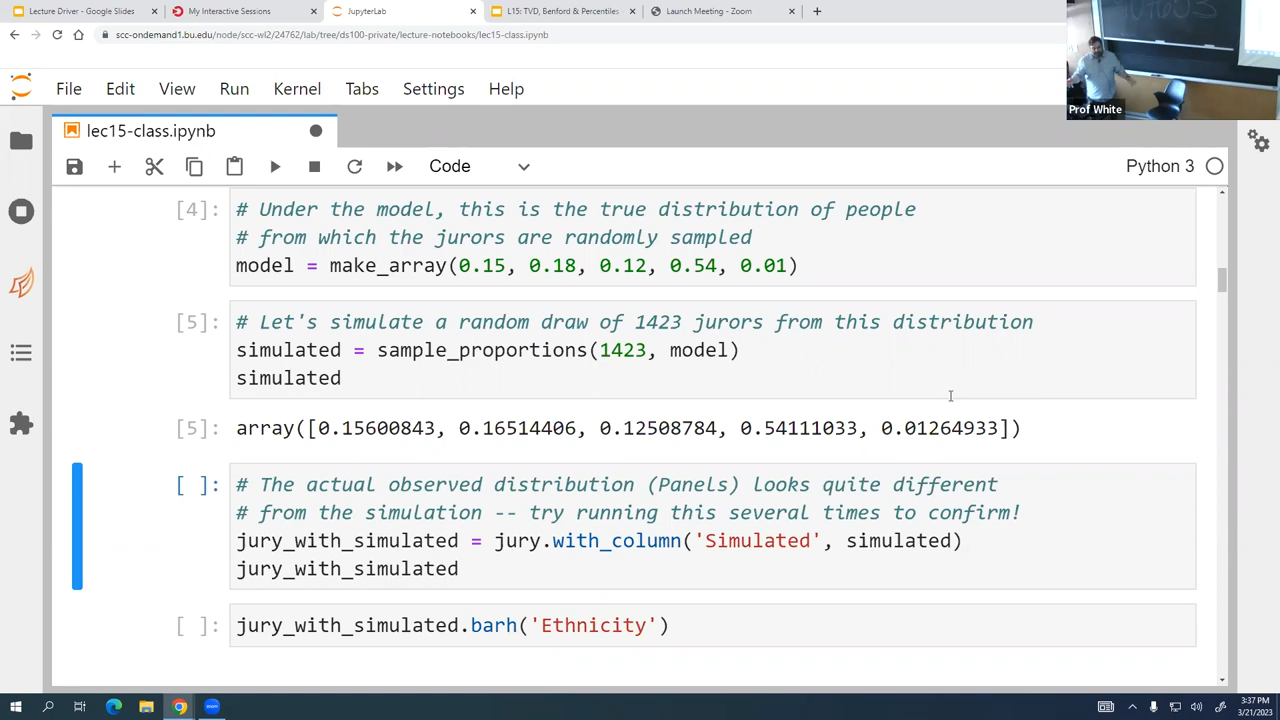 Lecture Driver - Google Slides
My Interactive Sessions
JupyterLab
L15: TVD, Benford & Percentiles
Launch Meeting - Zoom
scc-ondemand1.bu.edu/node/scc-wl2/24762/lab/tree/ds100-private/lecture-notebooks/lec15-class.ipynb
Prof White
File Edit View Run Kernel Tabs Settings Help
lec15-class.ipynb
Code
Python 3
[4]: # Under the model, this is the true distribution of people
# from which the jurors are randomly sampled
model = make_array(0.15, 0.18, 0.12, 0.54, 0.01)
[5]: # Let's simulate a random draw of 1423 jurors from this distribution
simulated = sample_proportions(1423, model)
simulated
[5]: array([0.15600843, 0.16514406, 0.12508784, 0.54111033, 0.01264933])
[ ]: # The actual observed distribution (Panels) looks quite different
# from the simulation -- try running this several times to confirm!
jury_with_simulated = jury.with_column('Simulated', simulated)
jury_with_simulated
[ ]: jury_with_simulated.barh('Ethnicity')
3:37 PM
3/21/2023